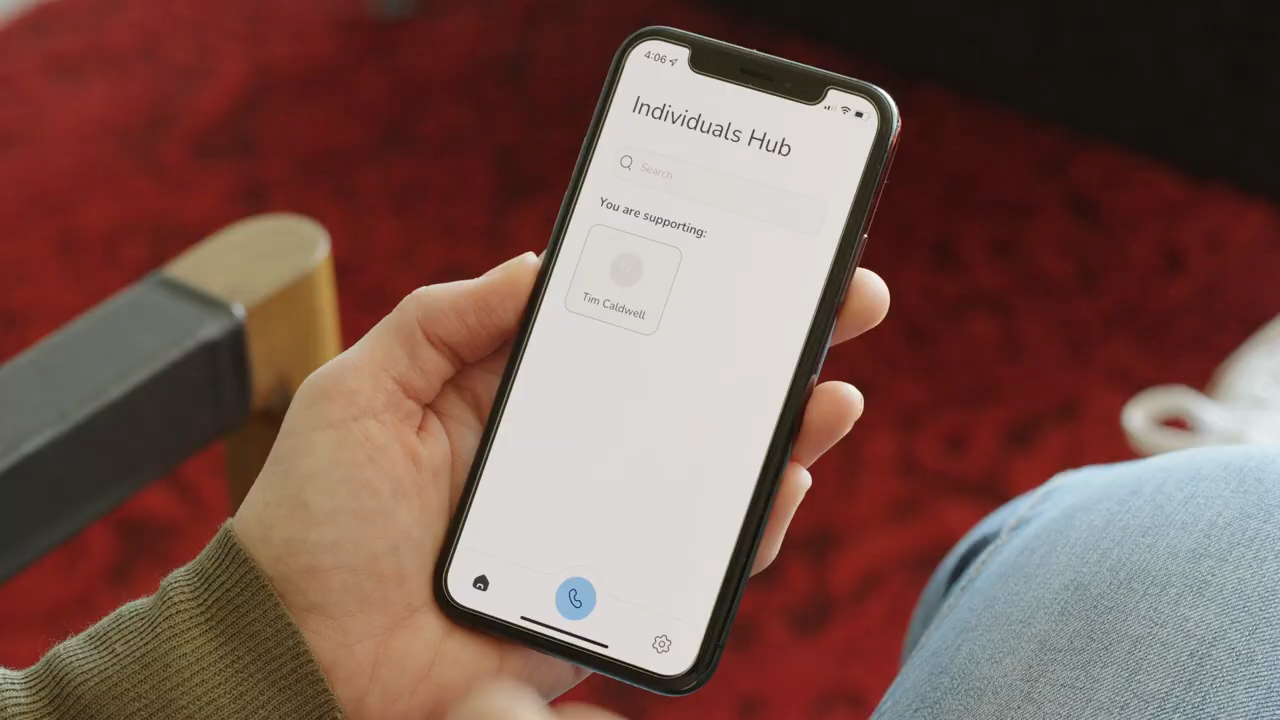 4:06
Individuals Hub
Search
You are supporting:
Tim Caldwell